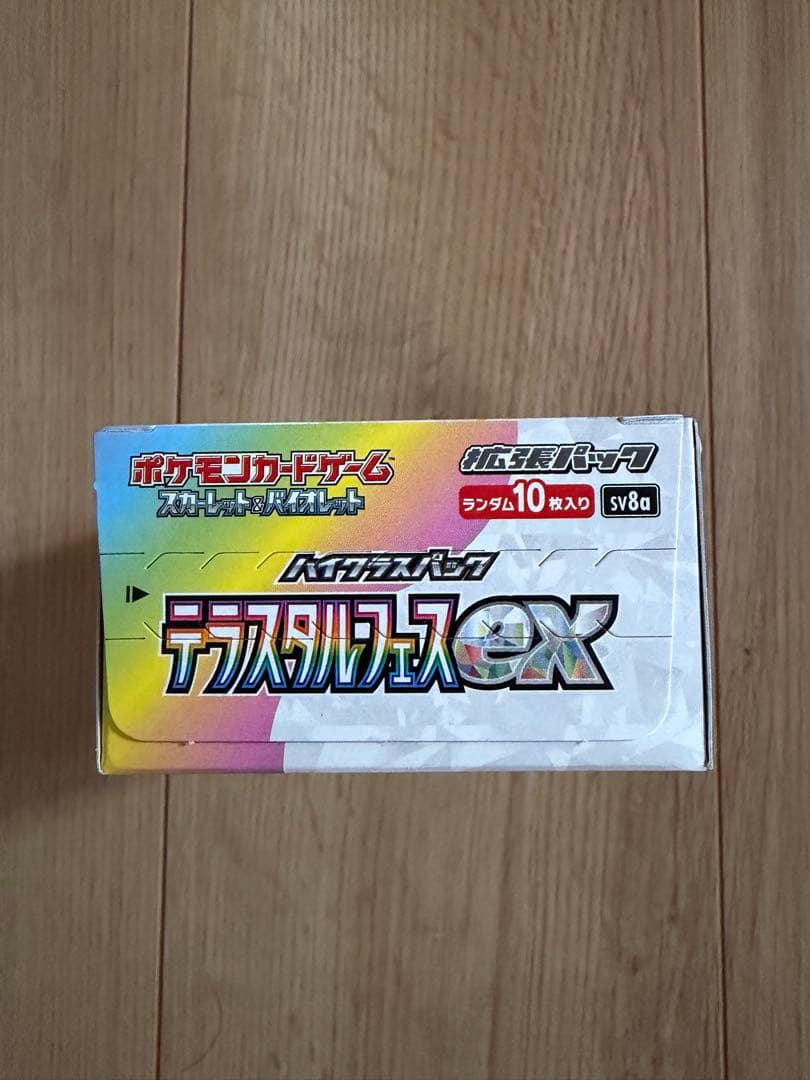 ポケモンカードゲーム™
スカーレット&バイオレット
拡張パック
ランダム10枚入り
SV8a
ハイクラスパック
テラスタルフェスex